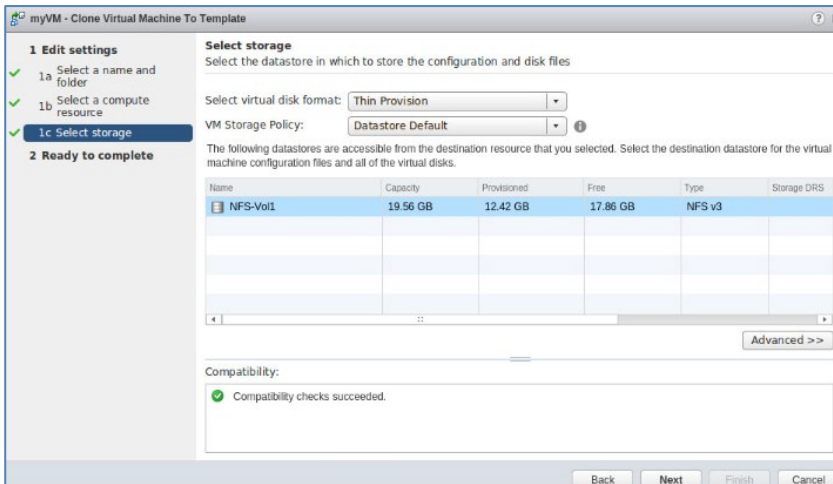 myVM - Clone Virtual Machine To Template
?
1 Edit settings
1a Select a name and
folder
1b Select a compute
resource
1c Select storage
2 Ready to complete
Select storage
Select the datastore in which to store the configuration and disk files
Select virtual disk format: Thin Provision
VM Storage Policy: Datastore Default
The following datastores are accessible from the destination resource that you selected. Select the destination datastore for the virtual
machine configuration files and all of the virtual disks.
Name Capacity Provisioned Free Type Storage DRS
NFS-Vol1 19.56 GB 12.42 GB 17.86 GB NFS v3
Advanced >>
Compatibility:
Compatibility checks succeeded.
Back Next Finish Cancel